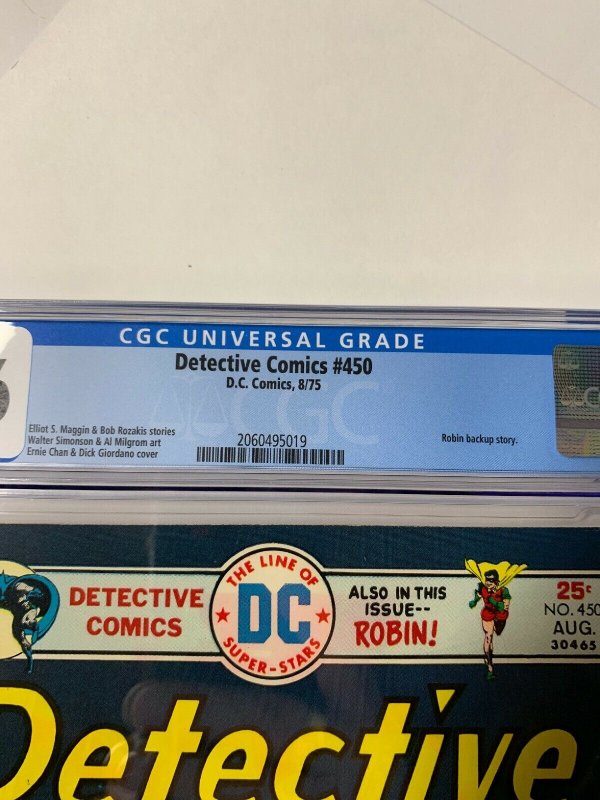 CGC UNIVERSAL GRADE
Detective Comics #450
D.C. Comics, 8/75
CGC
Elliot S. Maggin & Bob Rozakis stories
Walter Simonson & Al Milgrom art
Ernie Chan & Dick Giordano cover
2060495019
Robin backup story.
DETECTIVE COMICS
THE LINE OF
DC
SUPER-STARS
ALSO IN THIS
ISSUE--
ROBIN!
25¢
NO. 450
AUG.
30465
Detective